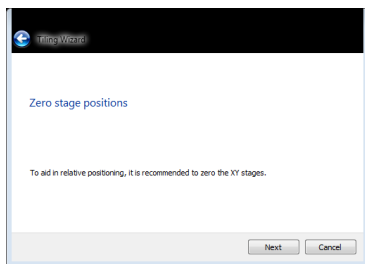 Tiling Wizard
Zero stage positions
To aid in relative positioning, it is recommended to zero the XY stages.
Next
Cancel